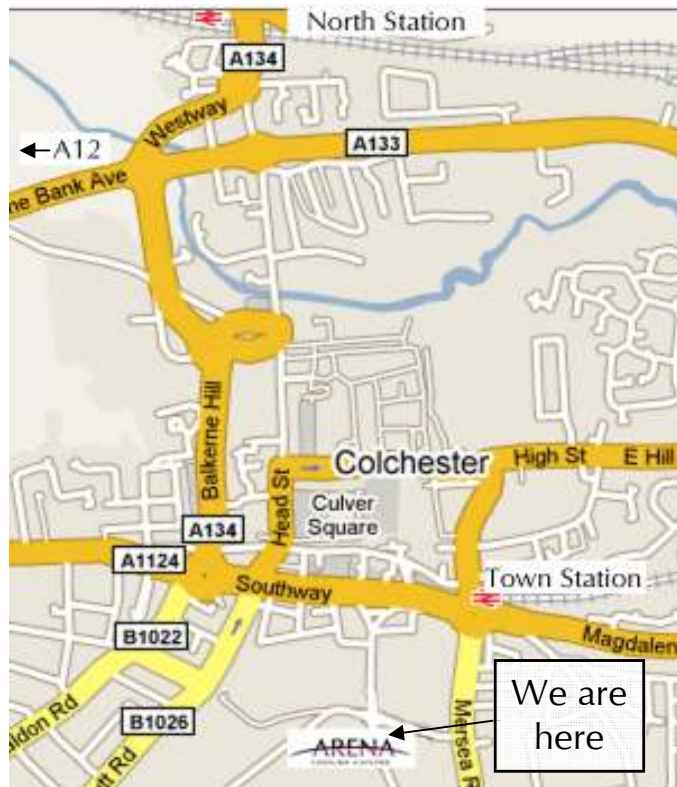 North Station
A134
Westway
A12
A133
ne Bank Ave
Balkerne Hill
Colchester
High St
E Hill
Head St
Culver
Square
A134
A1124
Town Station
Southway
B1022
Magdalen
We are
here
B1026
Mersea R
aldon Rd
tt Rd
ARENA